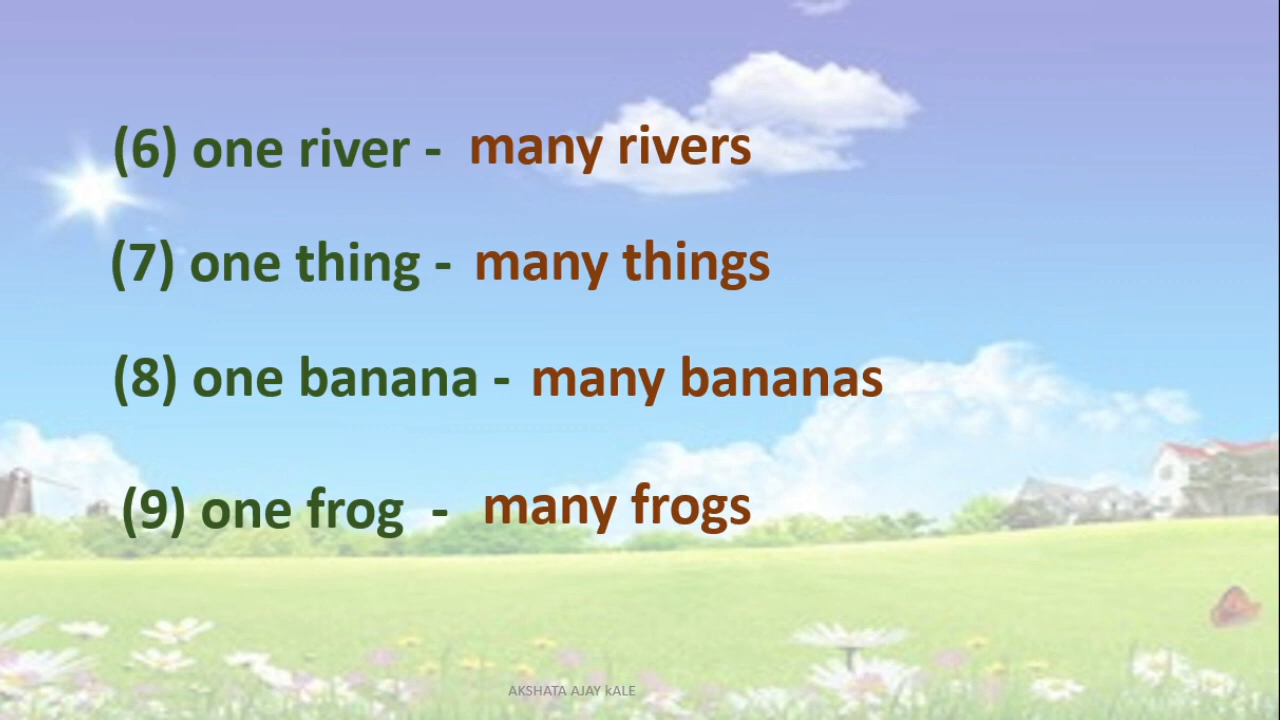 (6) one river - many rivers
(7) one thing - many things
(8) one banana - many bananas
(9) one frog - many frogs
AKSHATA AJAY kALE